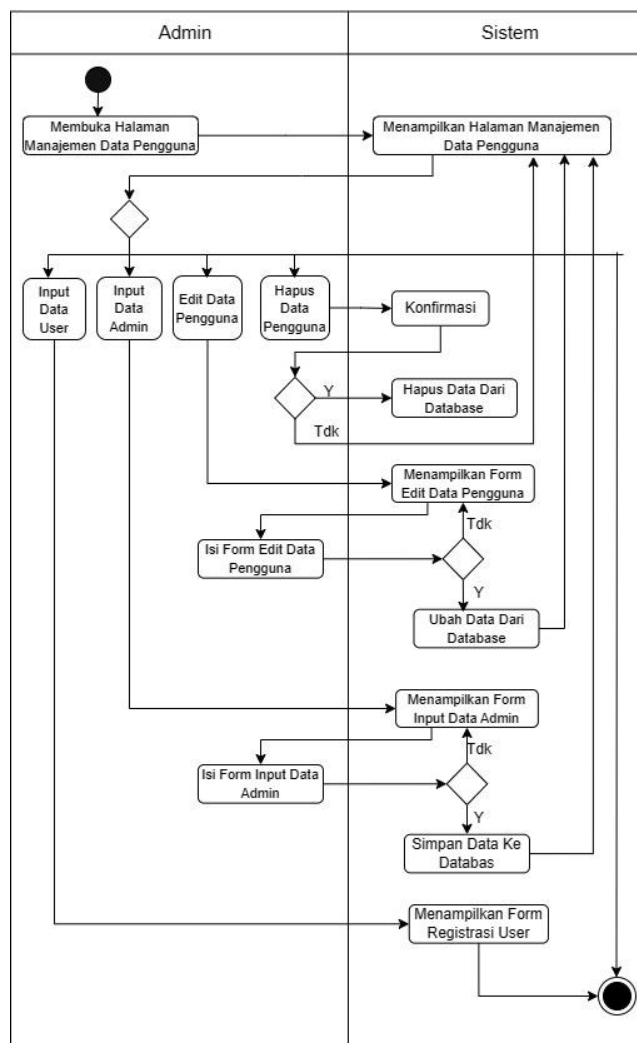 Admin
Sistem
Membuka Halaman
Manajemen Data Pengguna
Menampilkan Halaman Manajemen
Data Pengguna
Input
Data
User
Input
Data
Admin
Edit Data
Pengguna
Hapus
Data
Pengguna
Konfirmasi
Y
Hapus Data Dari
Database
Tdk
Menampilkan Form
Edit Data Pengguna
Tdk
Isi Form Edit Data
Pengguna
Y
Ubah Data Dari
Database
Menampilkan Form
Input Data Admin
Tdk
Isi Form Input Data
Admin
Y
Simpan Data Ke
Databas
Menampilkan Form
Registrasi User